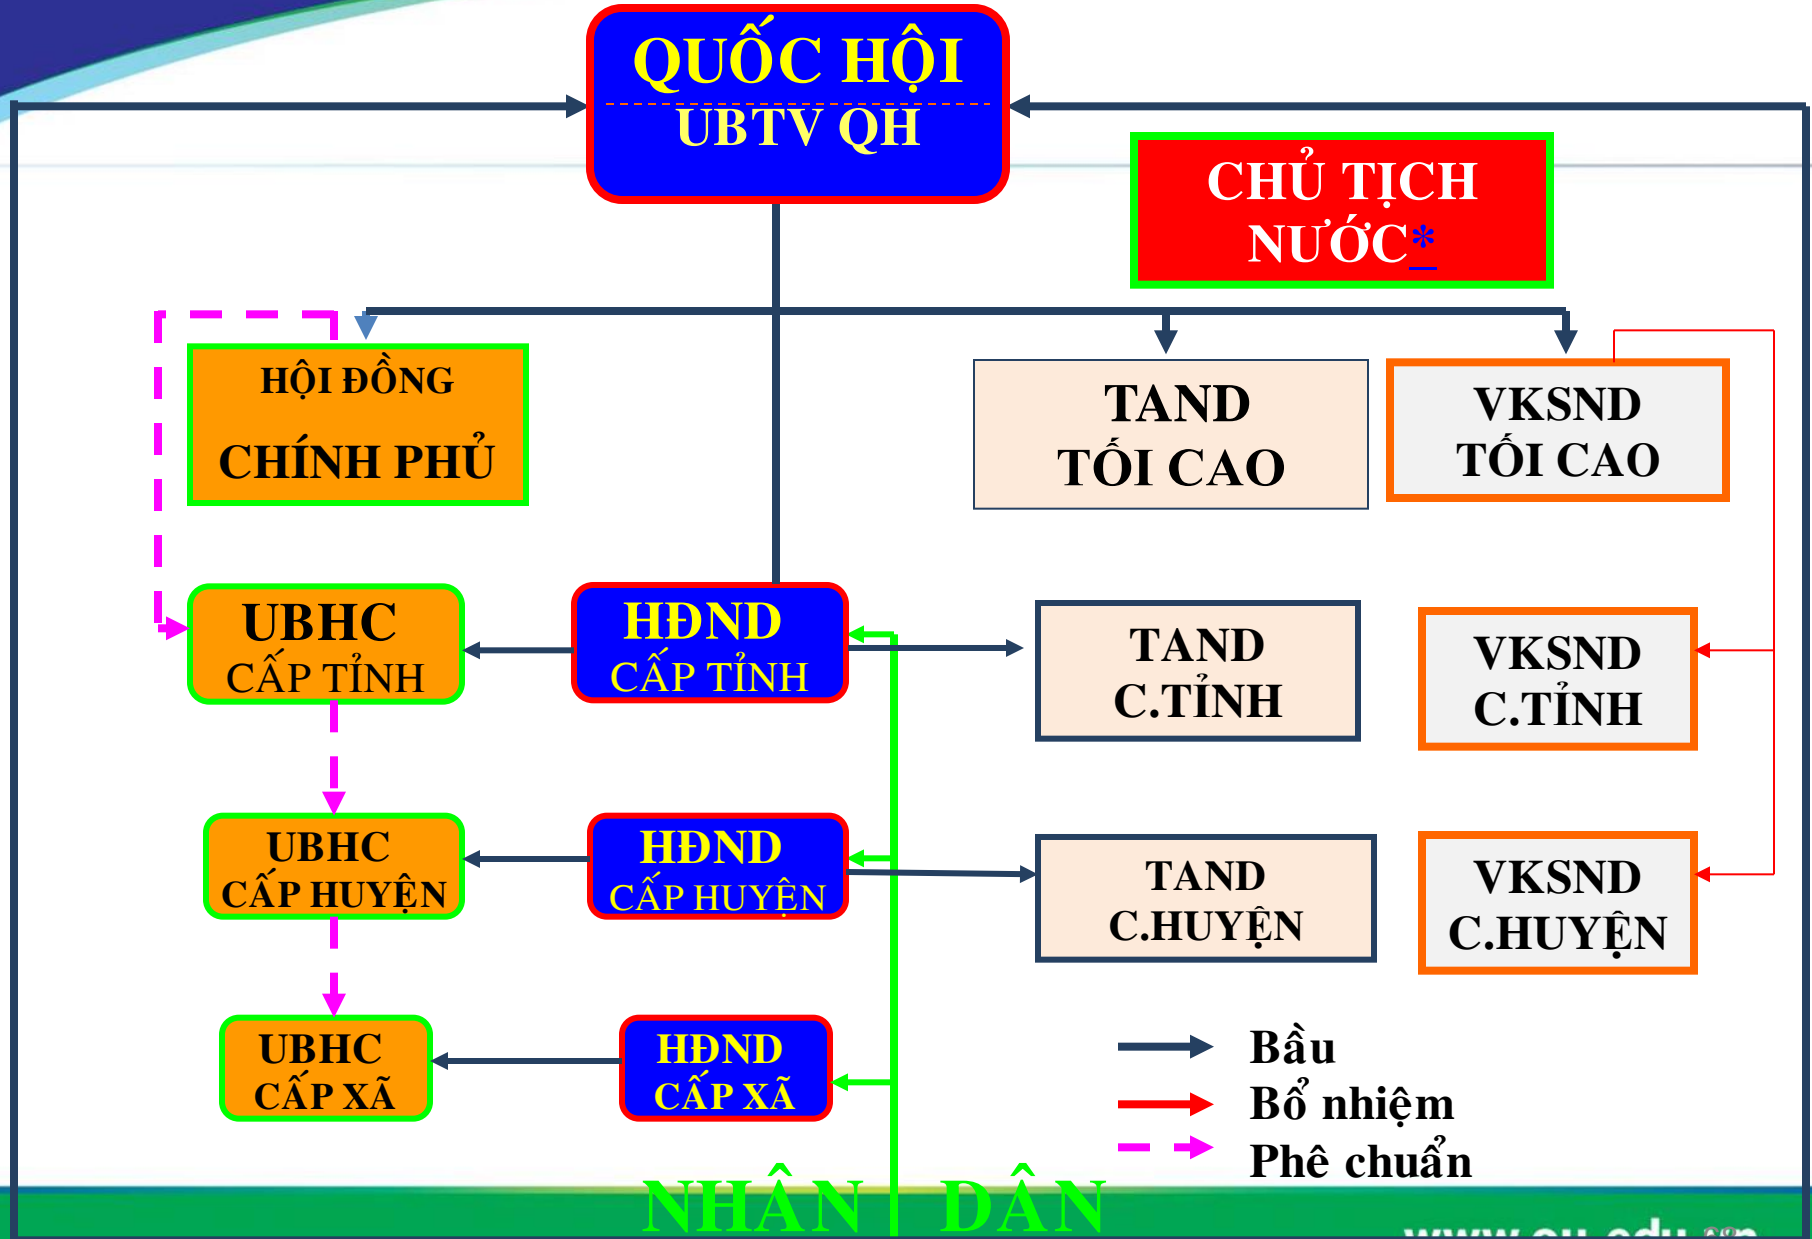 QUỐC HỘI
UBTV QH
CHỦ TỊCH
NƯỚC*
HỘI ĐỒNG
CHÍNH PHỦ
TAND
TỐI CAO
VKSND
TỐI CAO
UBHC
CẤP TỈNH
HĐND
CẤP TỈNH
TAND
C.TỈNH
VKSND
C.TỈNH
UBHC
CẤP HUYỆN
HĐND
CẤP HUYỆN
TAND
C.HUYỆN
VKSND
C.HUYỆN
UBHC
CẤP XÃ
HĐND
CẤP XÃ
Bầu
Bổ nhiệm
Phê chuẩn
NHÂN DÂN